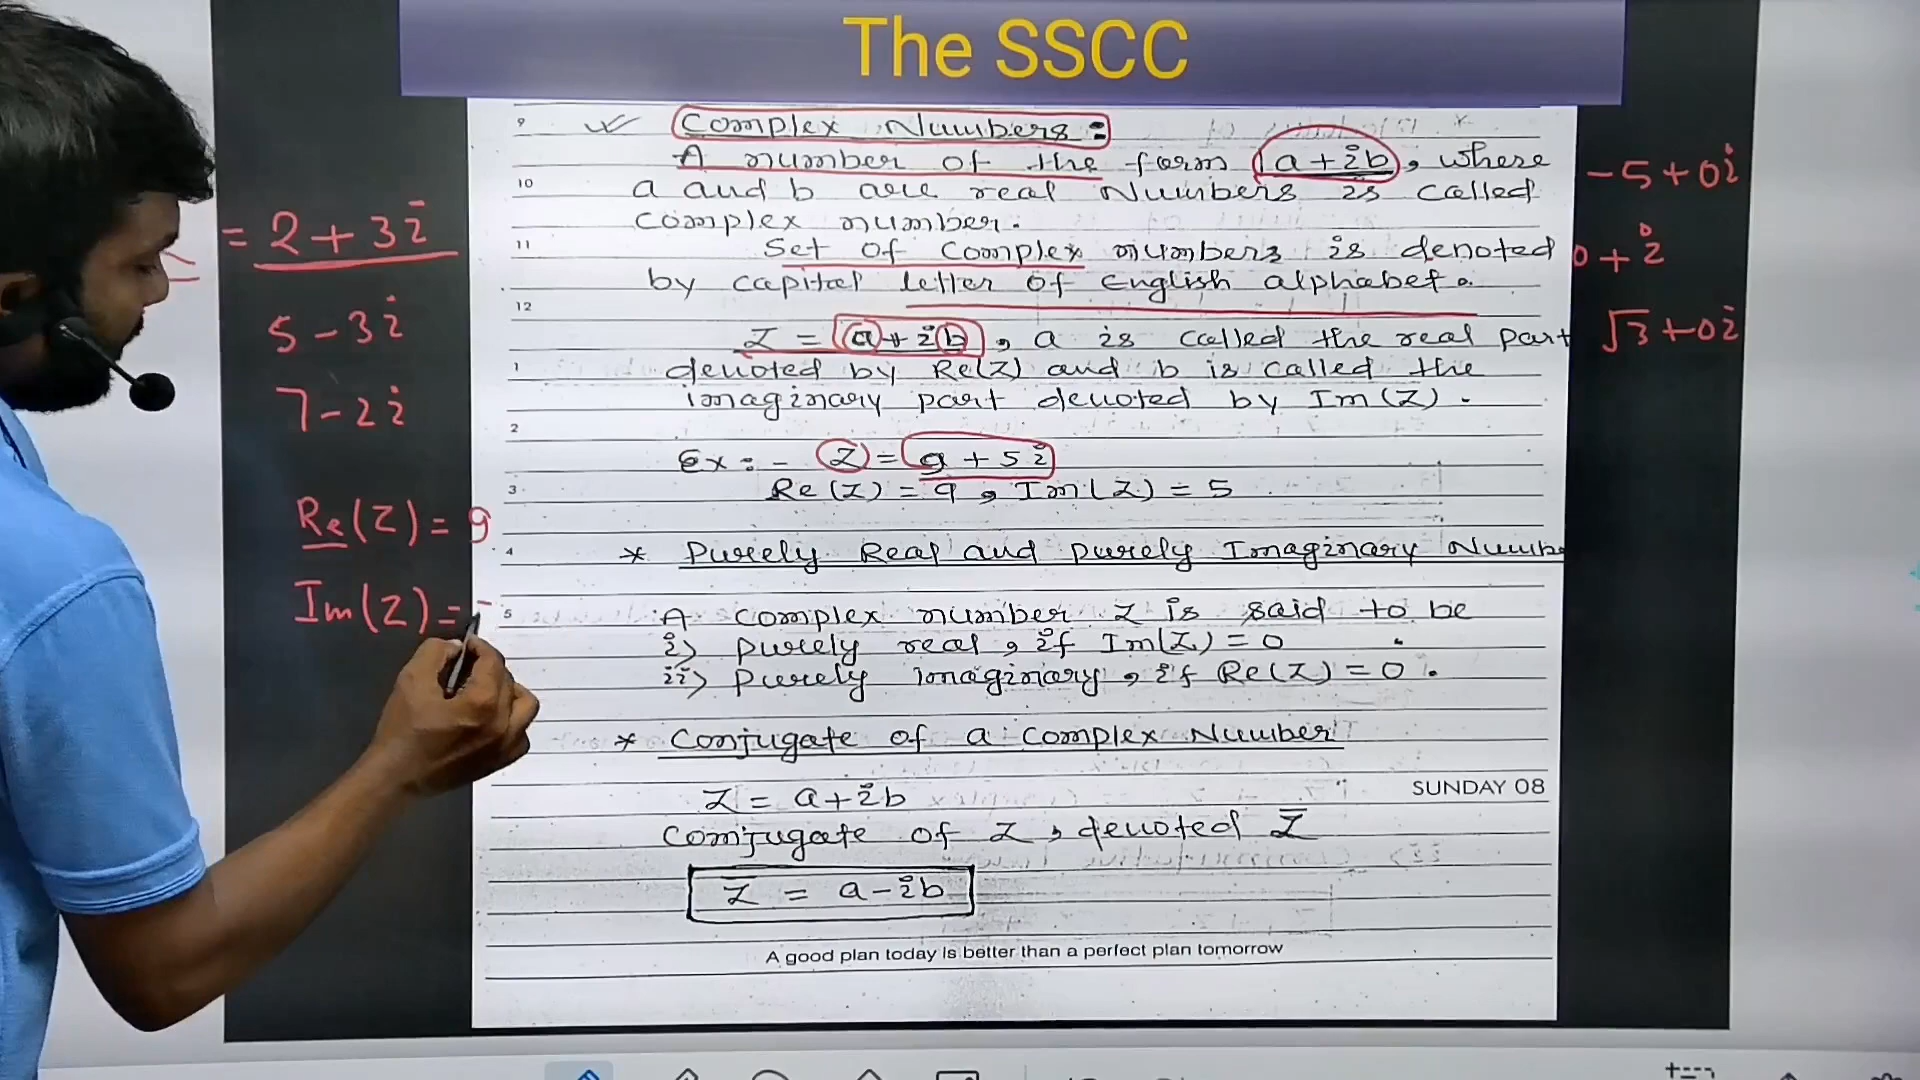 The SSCC
Complex Numbers:
A number of the form a+ib, where
a and b are real Numbers is called
complex number.
Set of Complex numbers is denoted
by capital letter of English alphabet.
Z = a+ib, a is called the real part
denoted by Re(Z) and b is called the
imaginary part denoted by Im(Z).
Ex:- Z = 9 + 5i
Re(Z) = 9, Im(Z) = 5
* Purely Real and purely Imaginary Numbe
A complex number Z is said to be
i) purely real, if Im(Z) = 0
ii) purely imaginary, if Re(Z) = 0.
* Conjugate of a complex Number
Z = a+ib
Conjugate of Z, denoted Z̅
Z̅ = a-ib
SUNDAY 08
A good plan today is better than a perfect plan tomorrow
9
10
11
12
1
2
3
4
5
= 2 + 3i
5 - 3i
7 - 2i
Re(Z) = 9
Im(Z) =
- 5 + 0i
0 + i
√3 + 0i